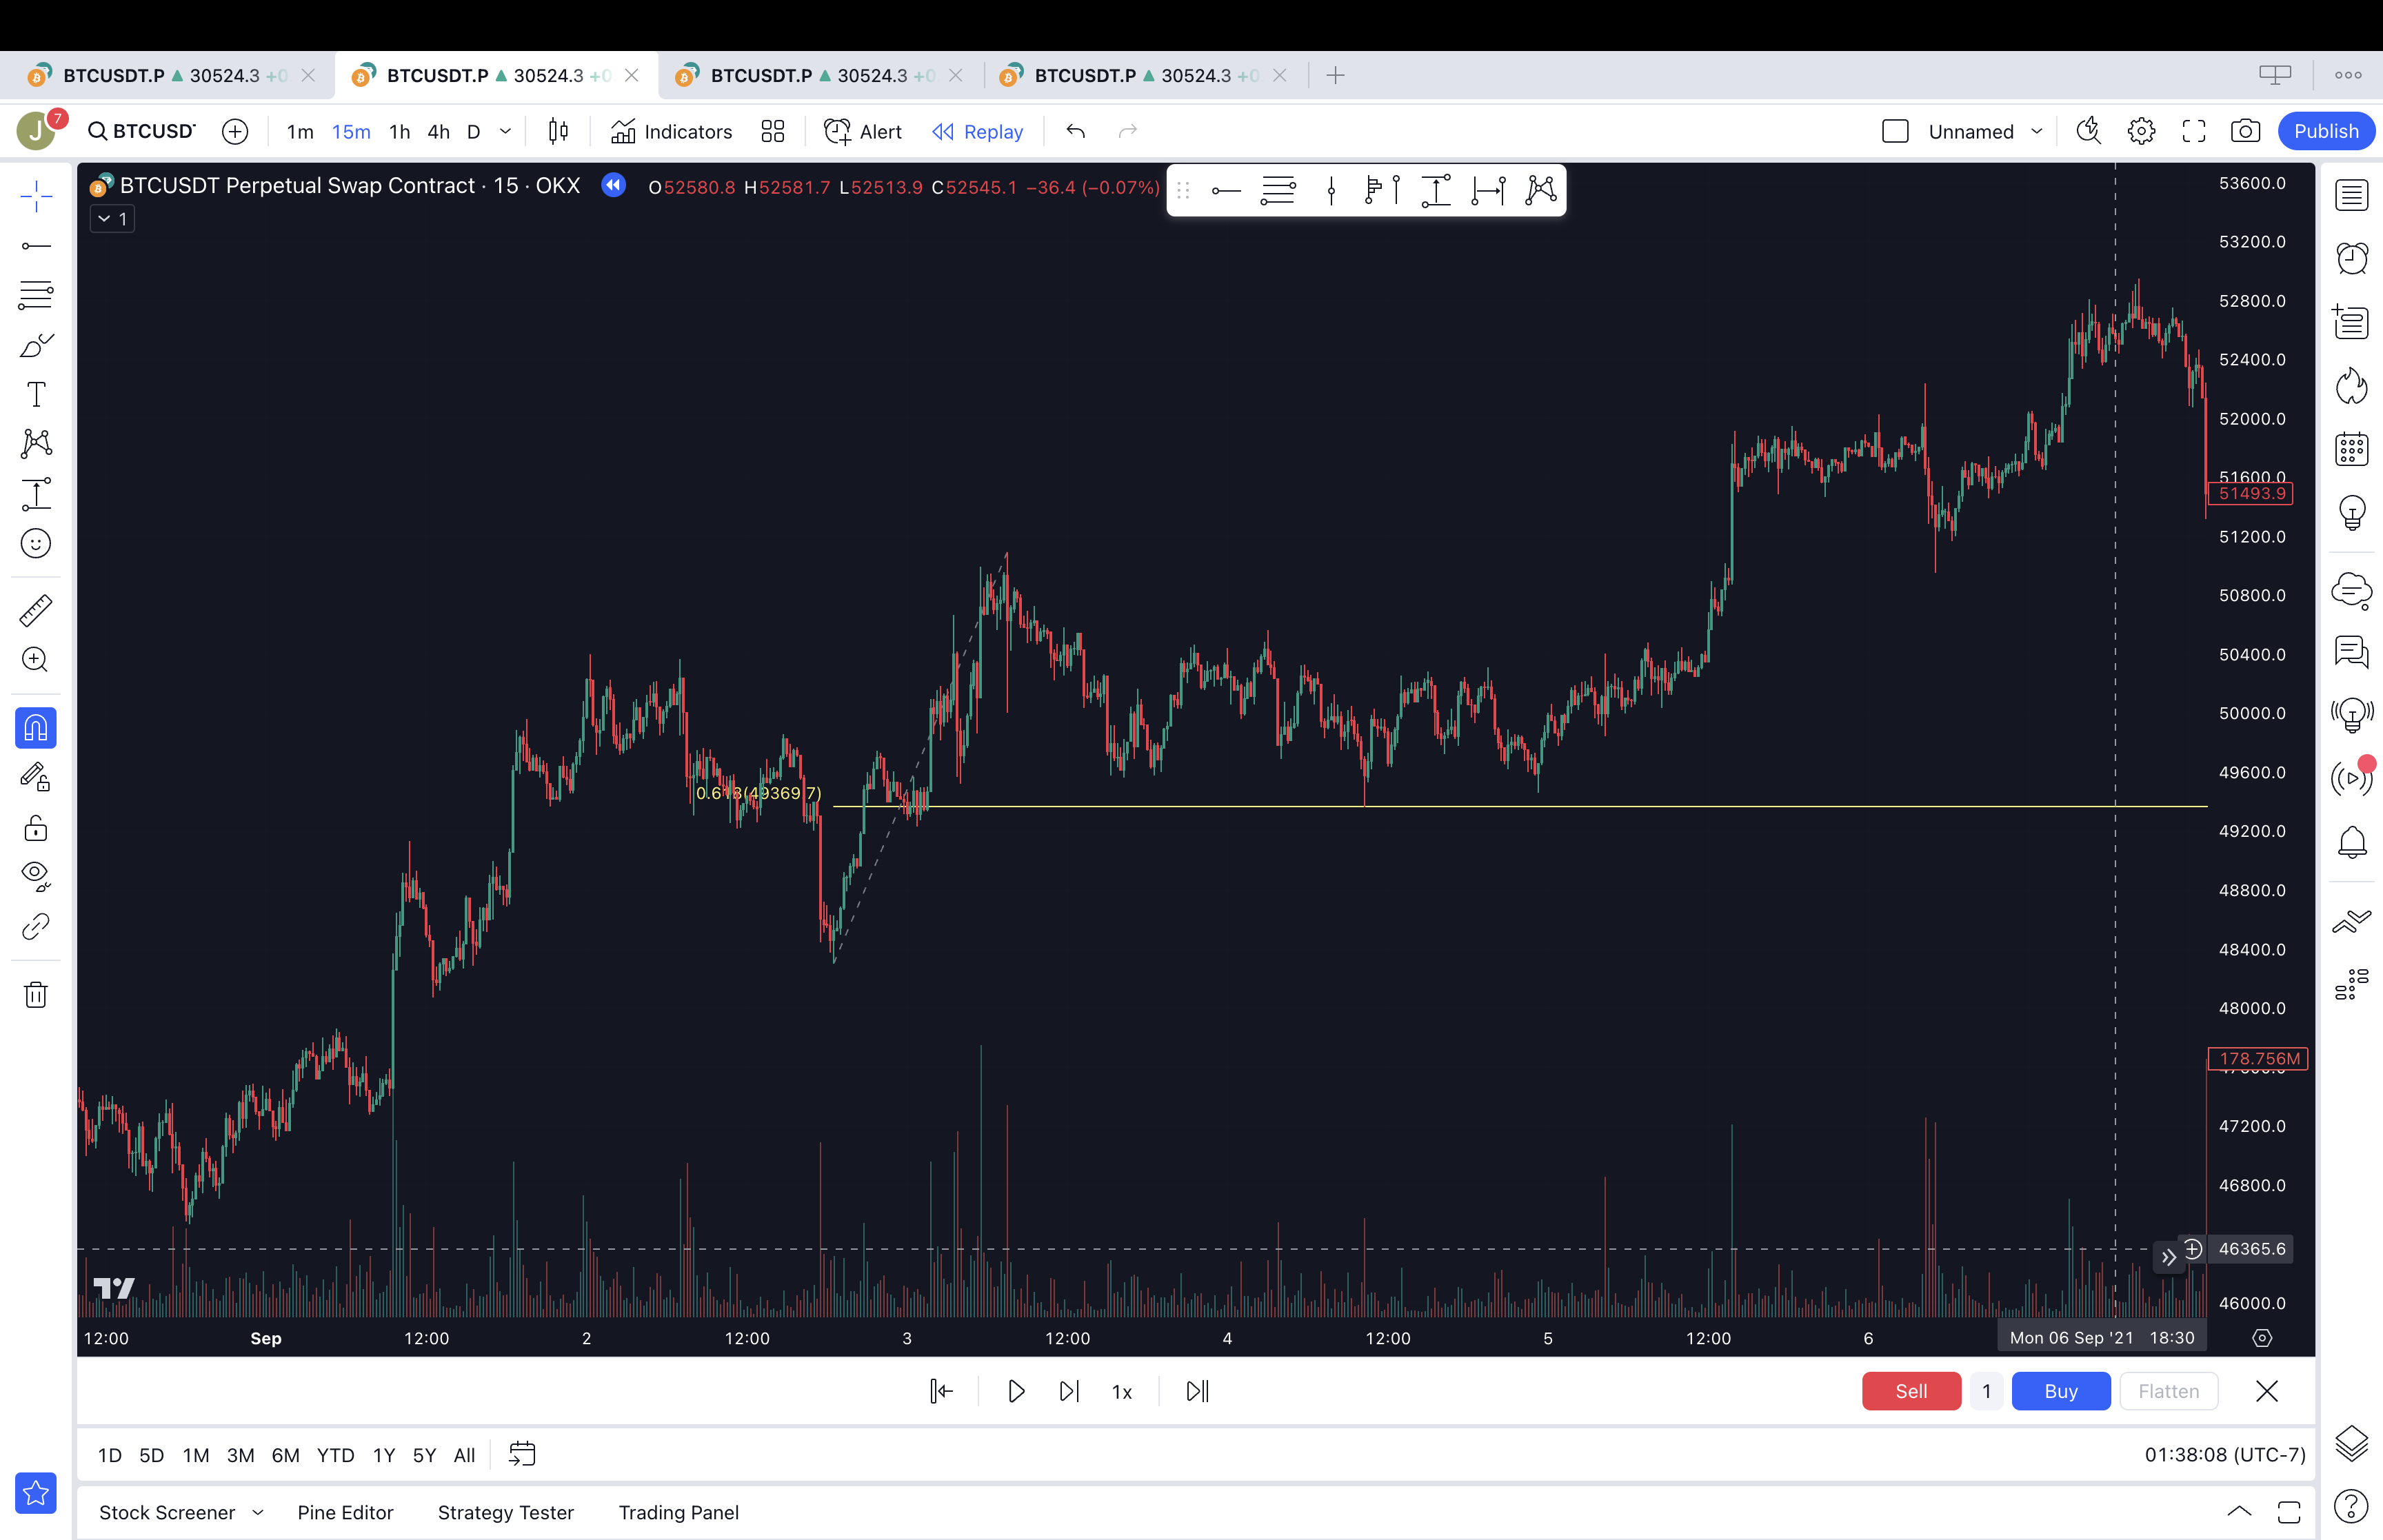 BTCUSDT.P 30524.3 +0 BTCUSDT.P 30524.3 +0 BTCUSDT.P 30524.3 +0 BTCUSDT.P 30524.3 +0
J 7 BTCUSD 1m 15m 1h 4h D Indicators Alert Replay Unnamed Publish
BTCUSDT Perpetual Swap Contract · 15 · OKX O52580.8 H52581.7 L52513.9 C52545.1 −36.4 (−0.07%)
1
53600.0
53200.0
52800.0
52400.0
52000.0
51600.0
51493.9
51200.0
50800.0
50400.0
50000.0
49600.0
0.618(49369.7)
49200.0
48800.0
48400.0
48000.0
178.756M
47200.0
46800.0
46365.6
46000.0
12:00 Sep 12:00 2 12:00 3 12:00 4 12:00 5 12:00 6 Mon 06 Sep '21 18:30
1x Sell 1 Buy Flatten
1D 5D 1M 3M 6M YTD 1Y 5Y All 01:38:08 (UTC-7)
Stock Screener Pine Editor Strategy Tester Trading Panel